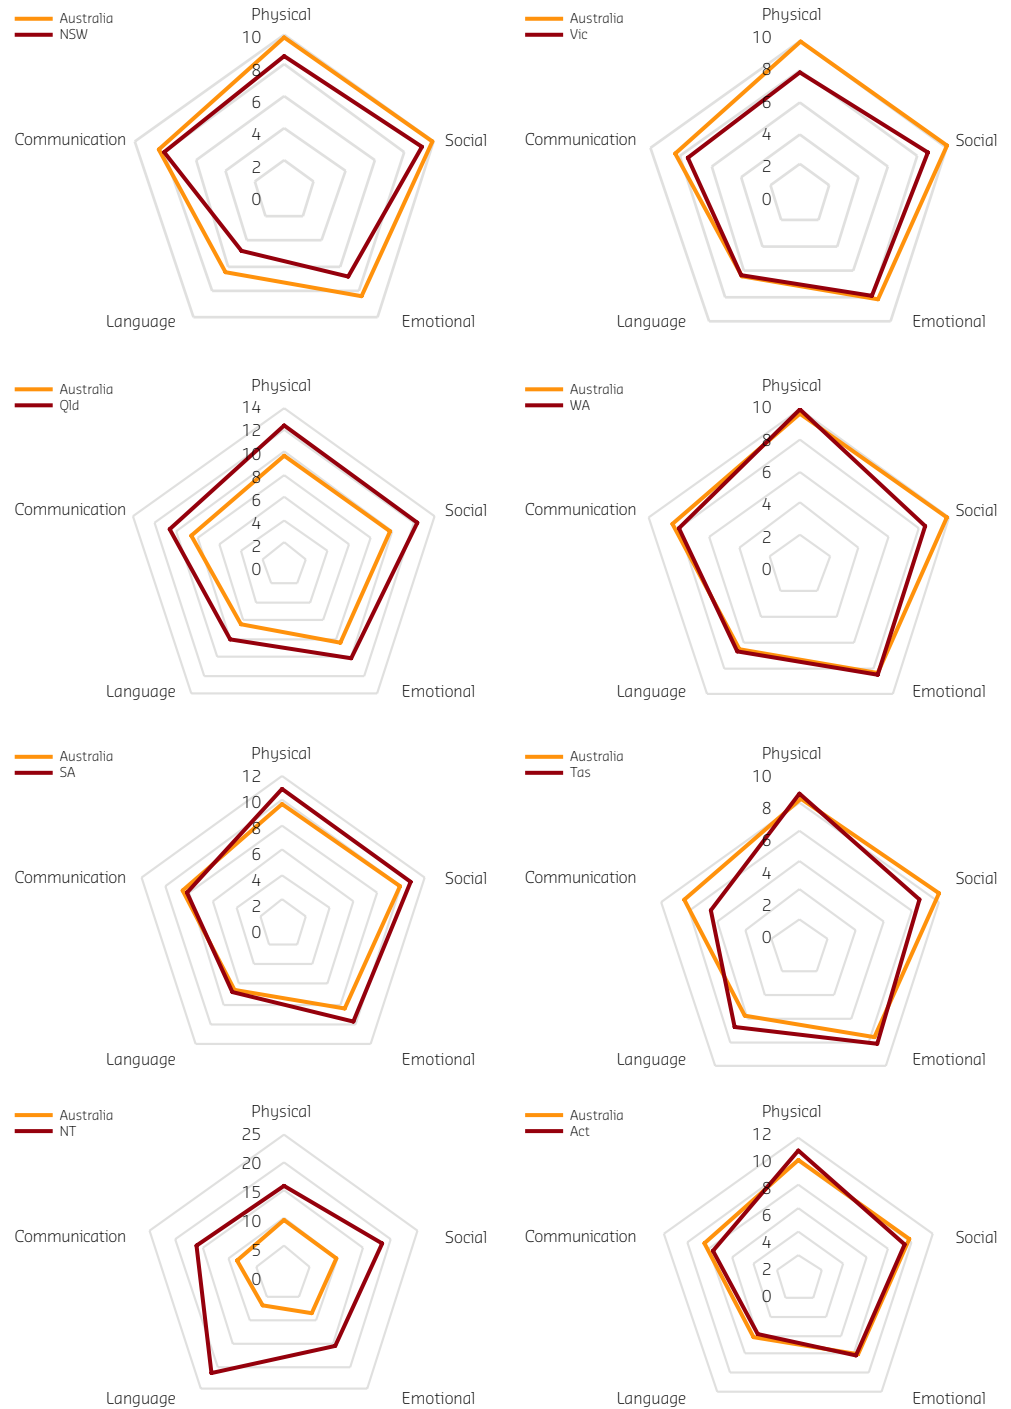 Physical
Australia
NSW
10
8
6
4
2
0
Communication
Social
Language
Emotional
Physical
Australia
Vic
10
8
6
4
2
0
Communication
Social
Language
Emotional
Physical
Australia
Qld
14
12
10
8
6
4
2
0
Communication
Social
Language
Emotional
Physical
Australia
WA
10
8
6
4
2
0
Communication
Social
Language
Emotional
Physical
Australia
SA
12
10
8
6
4
2
0
Communication
Social
Language
Emotional
Physical
Australia
Tas
10
8
6
4
2
0
Communication
Social
Language
Emotional
Physical
Australia
NT
25
20
15
10
5
0
Communication
Social
Language
Emotional
Physical
Australia
Act
12
10
8
6
4
2
0
Communication
Social
Language
Emotional